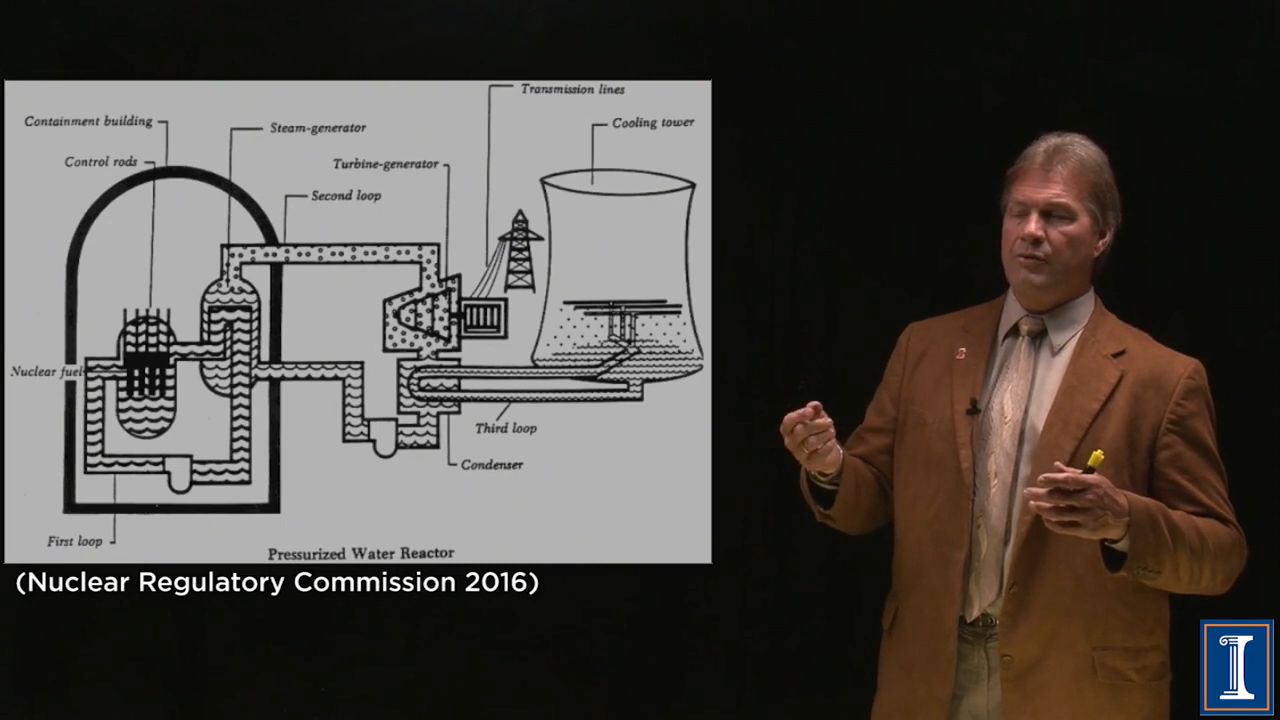 Transmission lines
Containment building
Steam-generator
Cooling tower
Control rods
Turbine-generator
Second loop
Nuclear fuel
Third loop
Condenser
First loop
Pressurized Water Reactor
(Nuclear Regulatory Commission 2016)
I